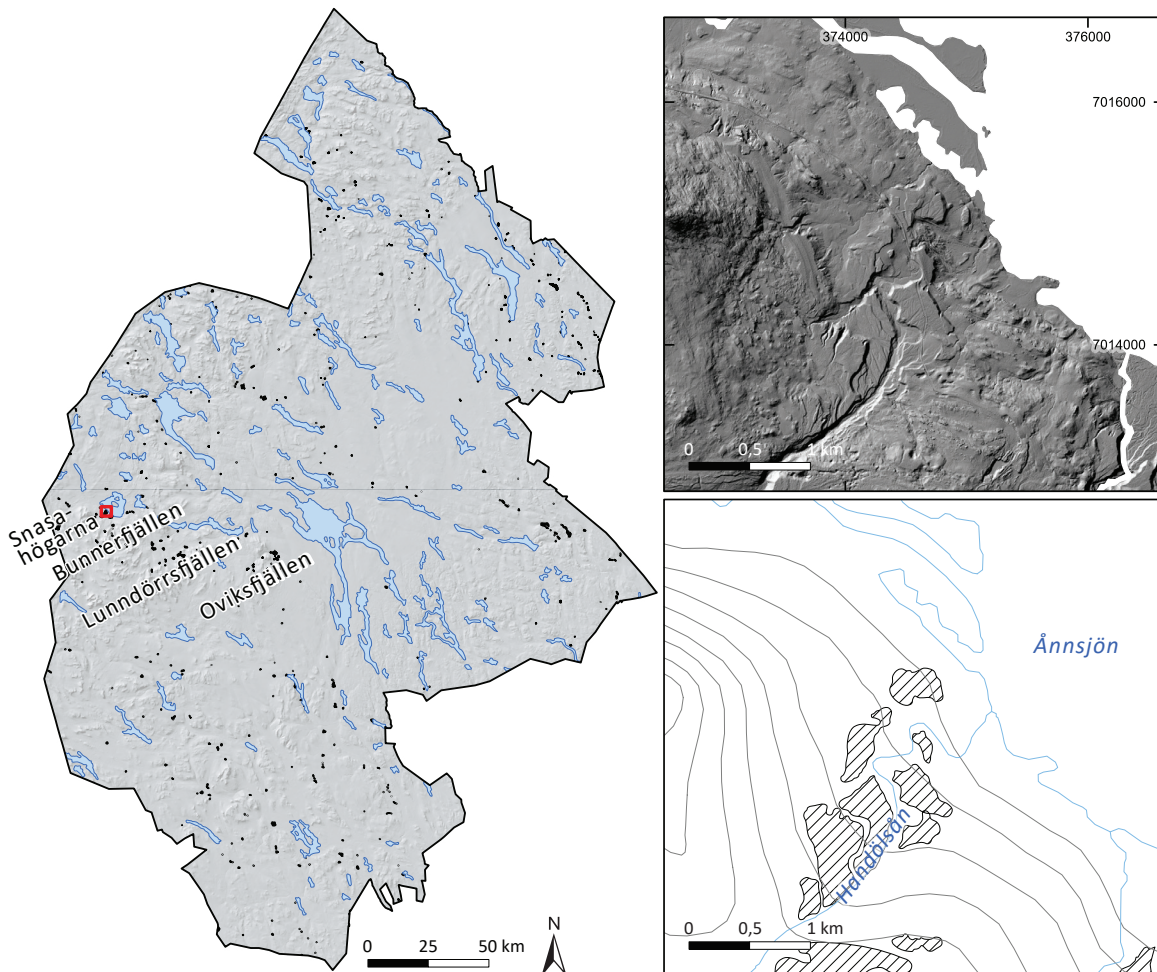 Snasa-
högarna
Bunnerfjällen
Lunndörrsfjällen
Oviksfjällen
N
0 25 50 km
374000 376000
7016000
7014000
0 0,5 1 km
Ånnsjön
Handölsån
0 0,5 1 km